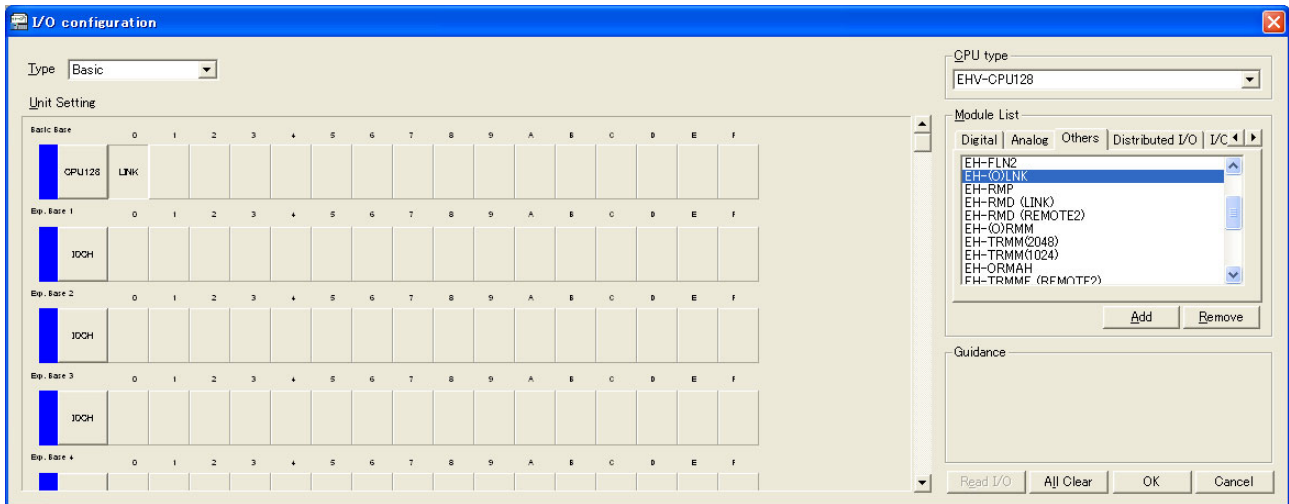 I/O configuration
Type Basic
Unit Setting
Basic Base 0 1 2 3 4 5 6 7 8 9 A B C D E F
CPU128 LINK
Exp. Base 1 0 1 2 3 4 5 6 7 8 9 A B C D E F
IOCH
Exp. Base 2 0 1 2 3 4 5 6 7 8 9 A B C D E F
IOCH
Exp. Base 3 0 1 2 3 4 5 6 7 8 9 A B C D E F
IOCH
Exp. Base 4 0 1 2 3 4 5 6 7 8 9 A B C D E F
CPU type
EHV-CPU128
Module List
Digital Analog Others Distributed I/O I/C
EH-FLN2
EH-(O)LNK
EH-RMP
EH-RMD (LINK)
EH-RMD (REMOTE2)
EH-(O)RMM
EH-TRMM(2048)
EH-TRMM(1024)
EH-ORMAH
EH-TRMME (REMOTE2)
Add Remove
Guidance
Read I/O All Clear OK Cancel